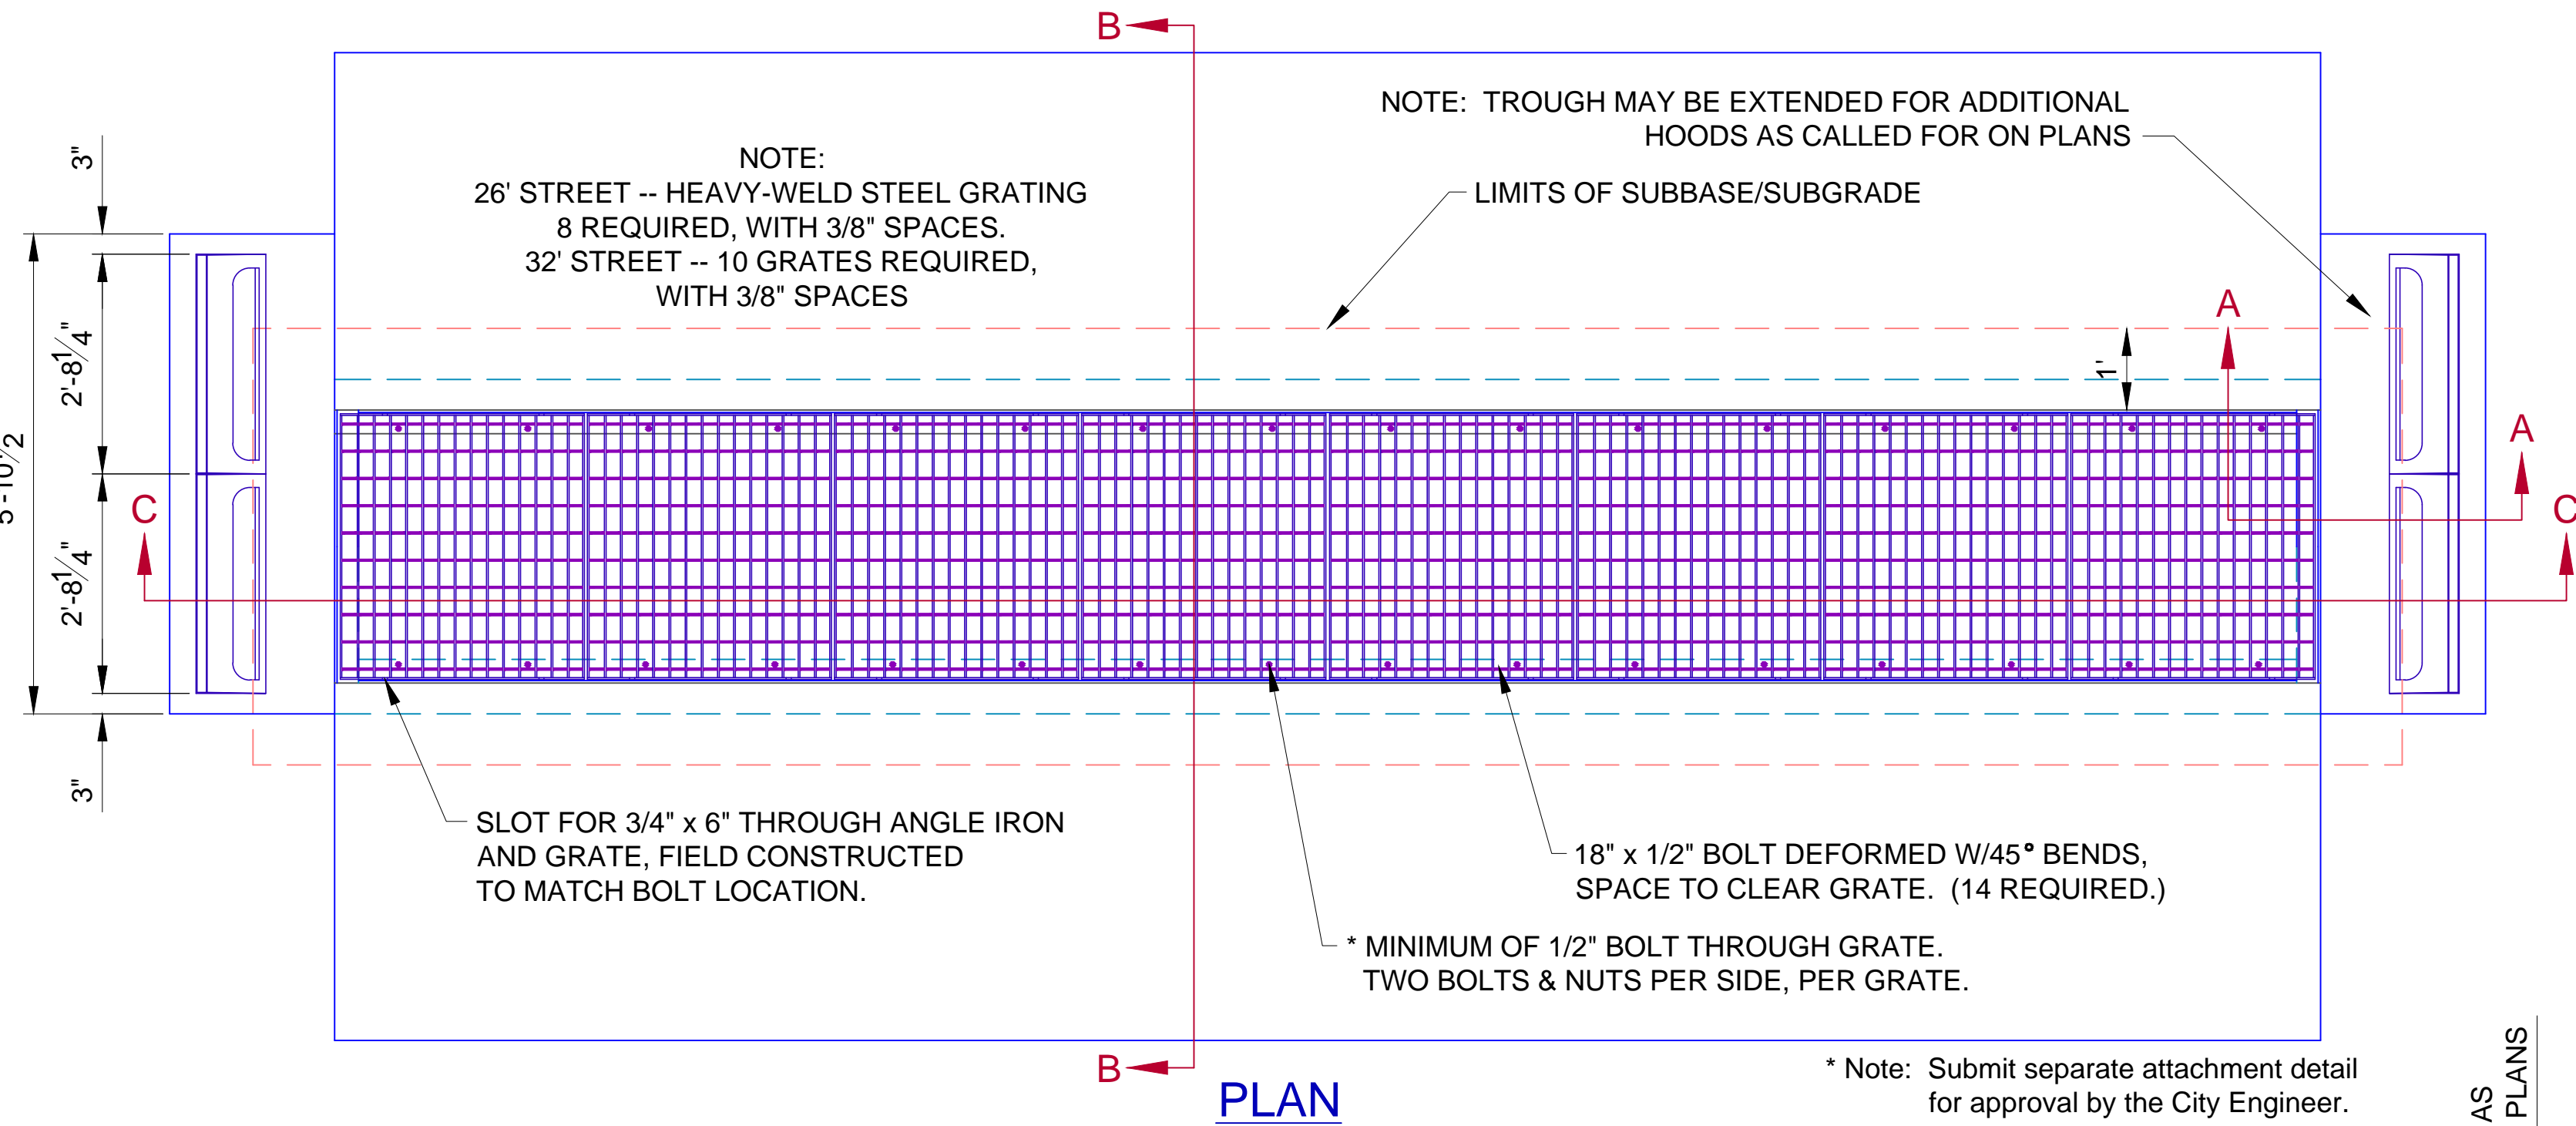 B
NOTE: TROUGH MAY BE EXTENDED FOR ADDITIONAL
HOODS AS CALLED FOR ON PLANS
3"
NOTE:
26' STREET -- HEAVY-WELD STEEL GRATING
8 REQUIRED, WITH 3/8" SPACES.
32' STREET -- 10 GRATES REQUIRED,
WITH 3/8" SPACES
LIMITS OF SUBBASE/SUBGRADE
A
2'-8 1/4"
1'
A
C
C
2'-8 1/4"
3"
SLOT FOR 3/4" x 6" THROUGH ANGLE IRON
AND GRATE, FIELD CONSTRUCTED
TO MATCH BOLT LOCATION.
18" x 1/2" BOLT DEFORMED W/45° BENDS,
SPACE TO CLEAR GRATE. (14 REQUIRED.)
* MINIMUM OF 1/2" BOLT THROUGH GRATE.
TWO BOLTS & NUTS PER SIDE, PER GRATE.
B
PLAN
* Note: Submit separate attachment detail
for approval by the City Engineer.
AS
PLANS